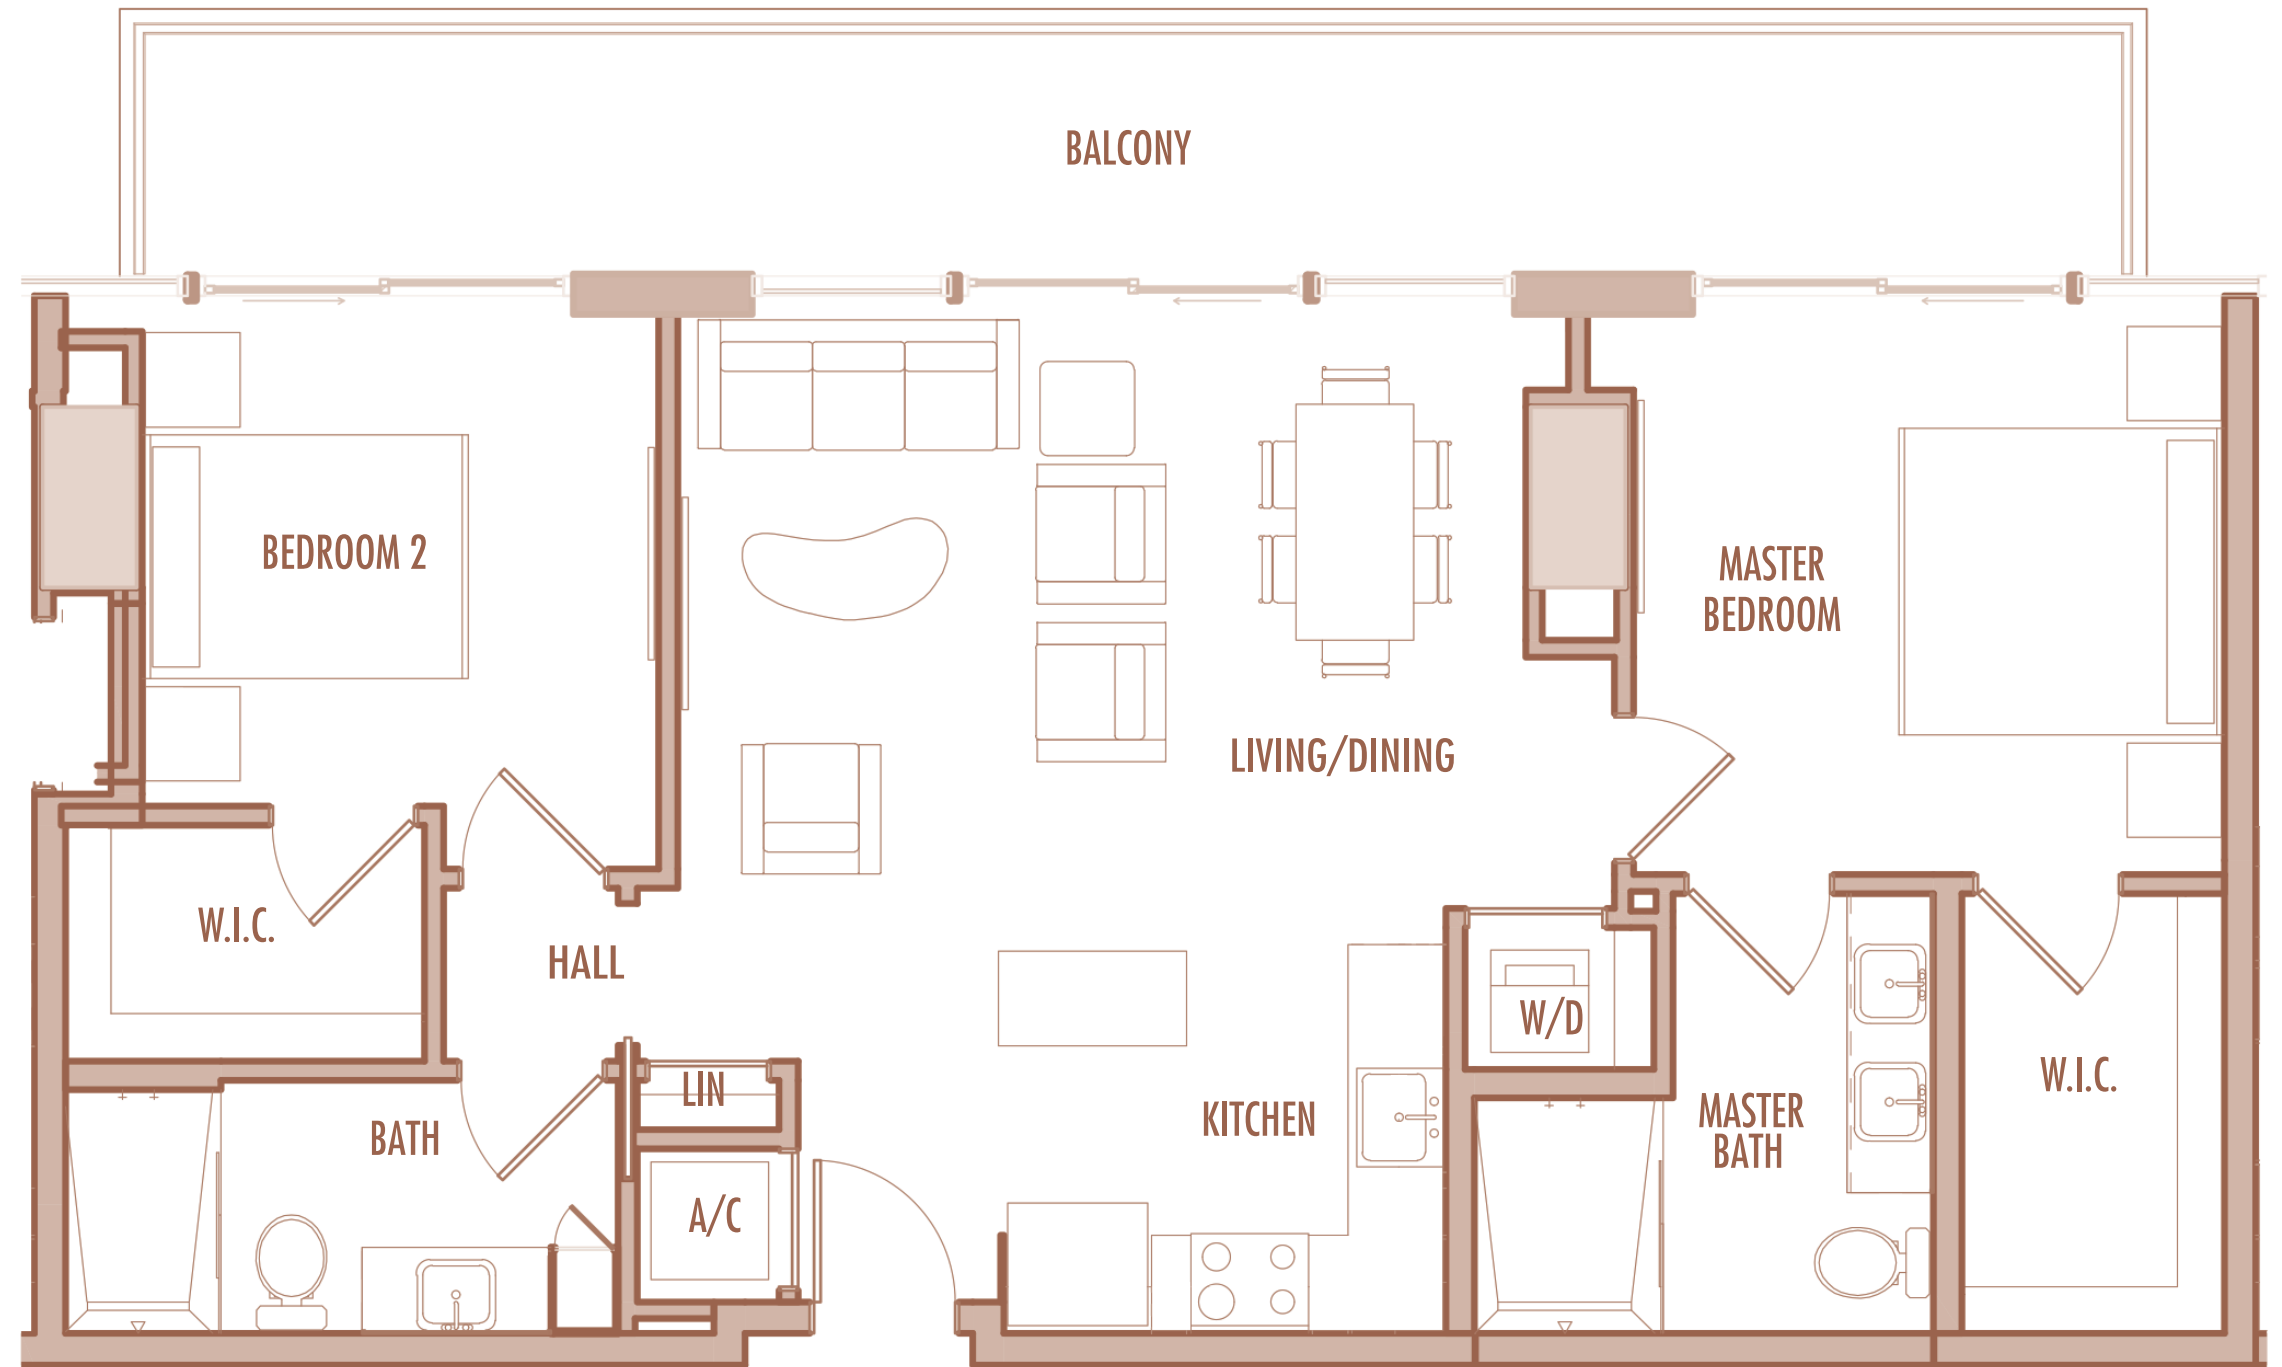 BALCONY
BEDROOM 2
MASTER
BEDROOM
LIVING/DINING
W.I.C.
HALL
W/D
LIN
KITCHEN
W.I.C.
BATH
MASTER
BATH
A/C